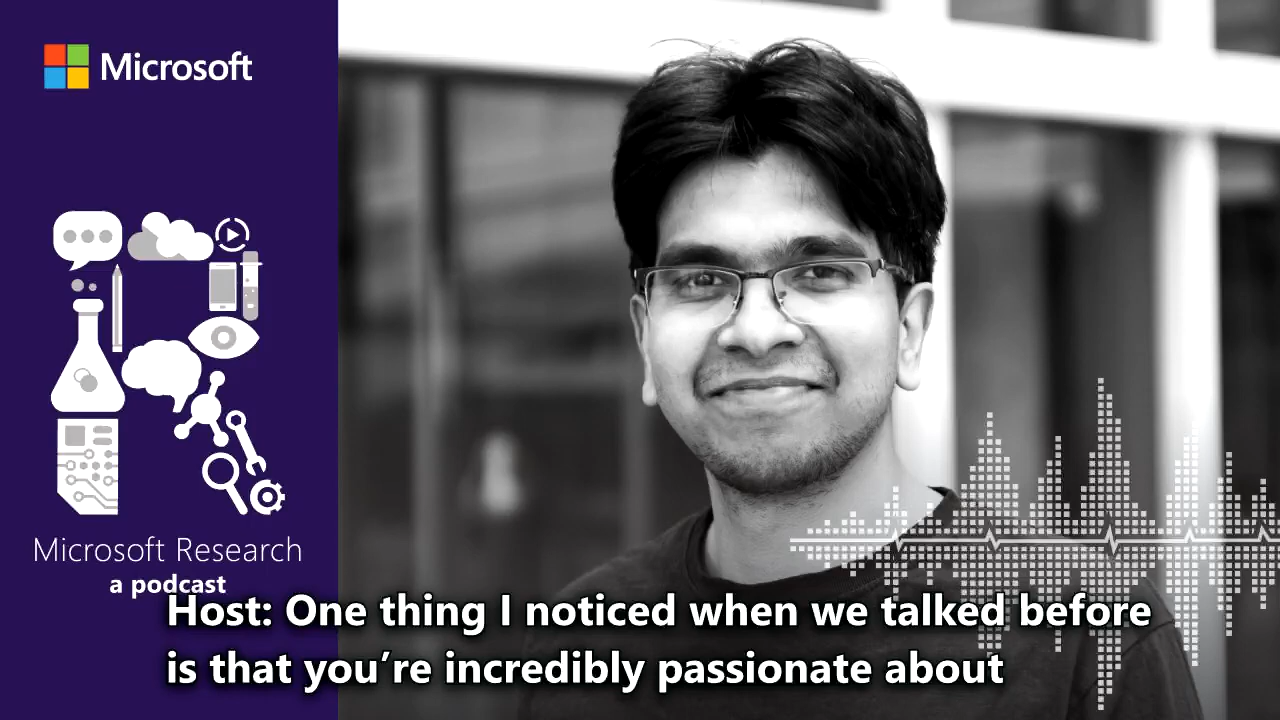 Microsoft
Microsoft Research
a podcast
Host: One thing I noticed when we talked before
is that you’re incredibly passionate about